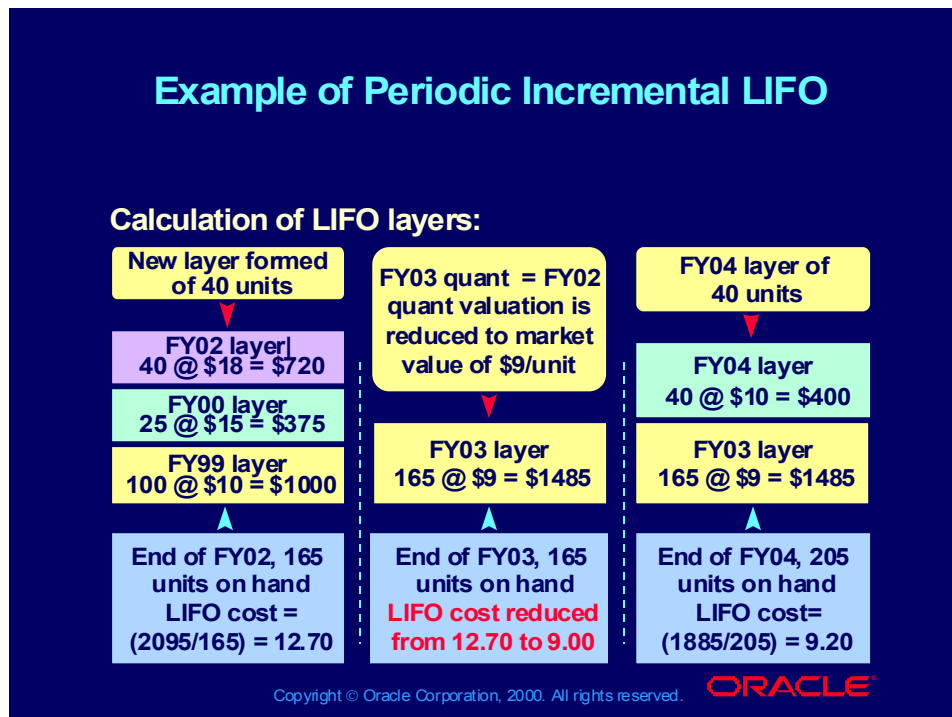 Example of Periodic Incremental LIFO
Calculation of LIFO layers:
New layer formed
of 40 units
FY02 layer|
40 @ $18 = $720
FY00 layer
25 @ $15 = $375
FY99 layer
100 @ $10 = $1000
End of FY02, 165
units on hand
LIFO cost =
(2095/165) = 12.70
FY03 quant = FY02
quant valuation is
reduced to market
value of $9/unit
FY03 layer
165 @ $9 = $1485
End of FY03, 165
units on hand
LIFO cost reduced
from 12.70 to 9.00
FY04 layer of
40 units
FY04 layer
40 @ $10 = $400
FY03 layer
165 @ $9 = $1485
End of FY04, 205
units on hand
LIFO cost=
(1885/205) = 9.20
Copyright © Oracle Corporation, 2000. All rights reserved.
ORACLE®